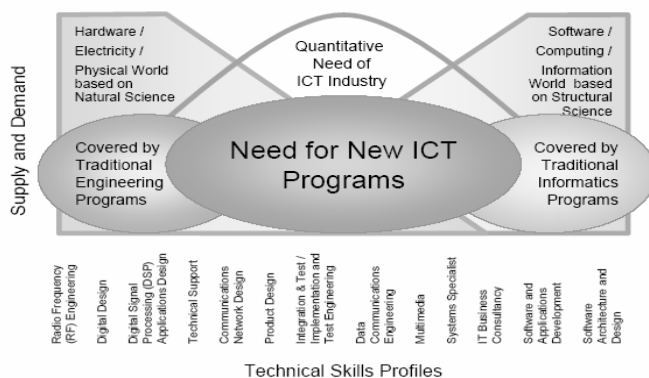 Hardware /
Electricity /
Physical World
based on
Natural Science
Quantitative
Need of
ICT Industry
Software /
Computing /
Information
World based
on Structural
Science
Supply and Demand
Covered by
Traditional
Engineering
Programs
Need for New ICT
Programs
Covered by
Traditional
Informatics
Programs
Radio Frequency
(RF) Engineering
Digital Design
Digital Signal
Processing (DSP)
Applications Design
Technical Support
Communications
Network Design
Product Design
Integration & Test /
Implementation and
Test Engineering
Data
Communications
Engineering
Multimedia
Systems Specialist
IT Business
Consultancy
Software and
Applications
Development
Software
Architecture and
Design
Technical Skills Profiles